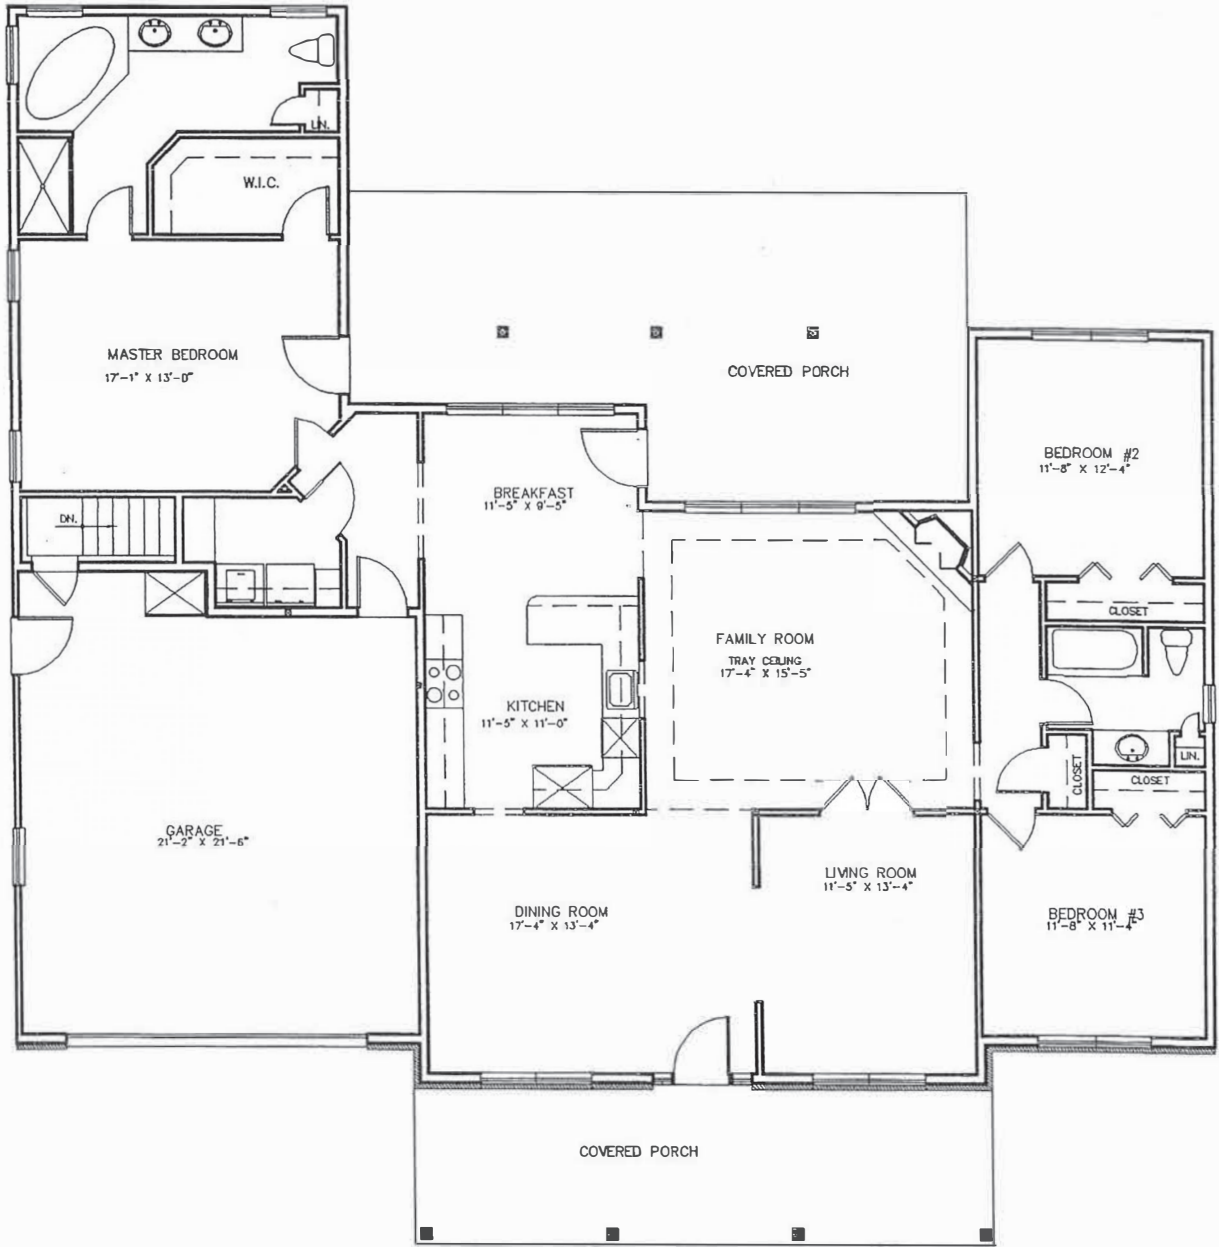 LIN.
W.I.C.
MASTER BEDROOM
17'-1" X 13'-0"
COVERED PORCH
BEDROOM #2
11'-8" X 12'-4"
BREAKFAST
11'-5" X 9'-5"
DN.
CLOSET
FAMILY ROOM
TRAY CEILING
17'-4" X 15'-5"
KITCHEN
11'-5" X 11'-0"
LIN.
CLOSET
CLOSET
GARAGE
21'-2" X 21'-6"
LIVING ROOM
11'-5" X 13'-4"
DINING ROOM
17'-4" X 13'-4"
BEDROOM #3
11'-8" X 11'-4"
COVERED PORCH